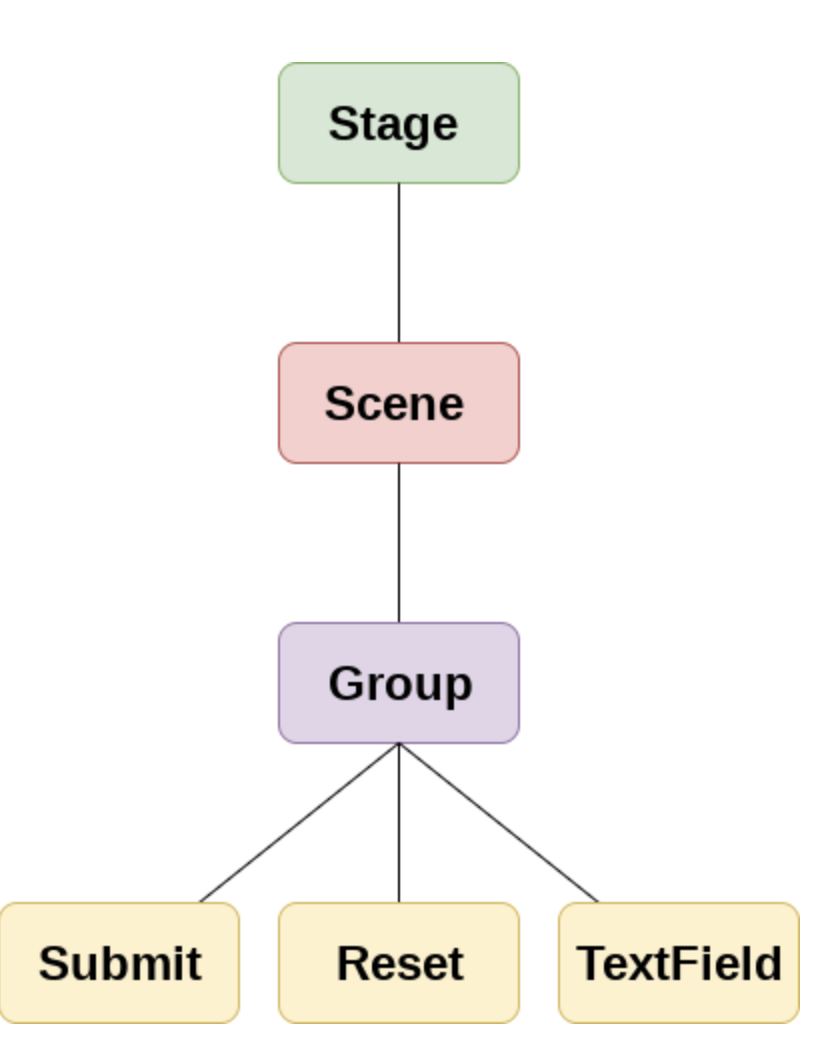 Stage
Scene
Group
Submit
Reset
TextField